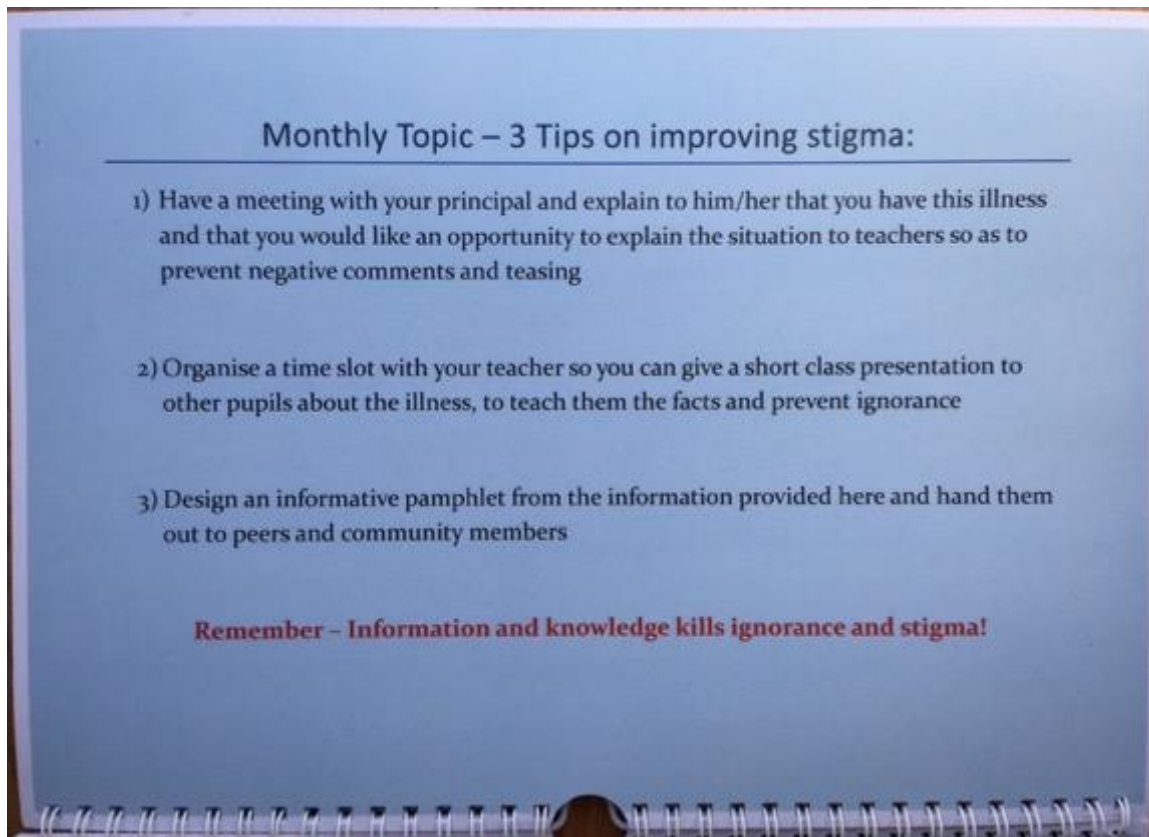 Monthly Topic – 3 Tips on improving stigma:
1) Have a meeting with your principal and explain to him/her that you have this illness
and that you would like an opportunity to explain the situation to teachers so as to
prevent negative comments and teasing
2) Organise a time slot with your teacher so you can give a short class presentation to
other pupils about the illness, to teach them the facts and prevent ignorance
3) Design an informative pamphlet from the information provided here and hand them
out to peers and community members
Remember – Information and knowledge kills ignorance and stigma!